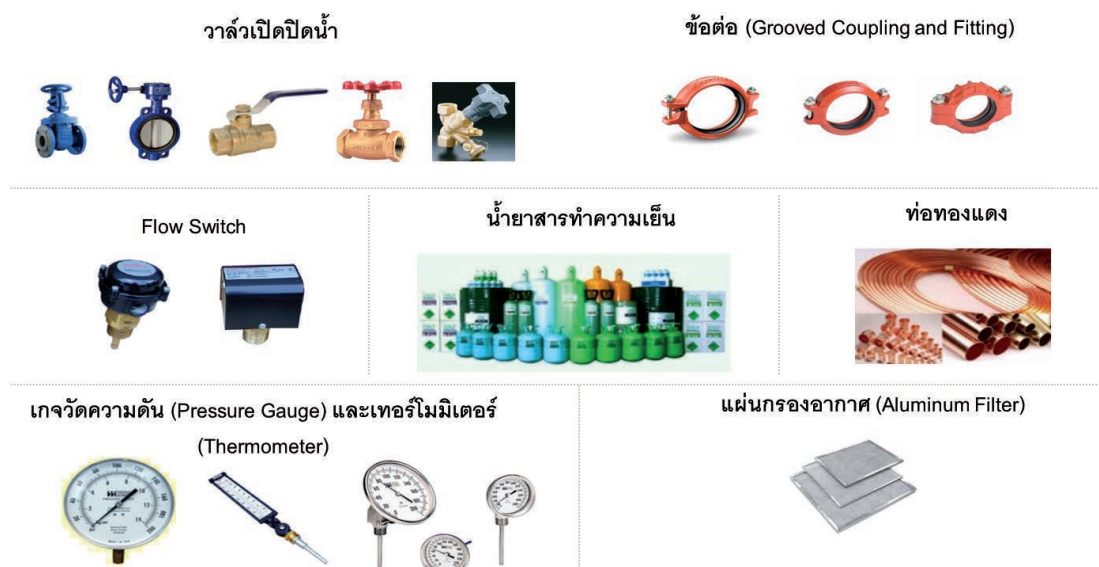 วาล์วเปิดปิดน้ำ
ข้อต่อ (Grooved Coupling and Fitting)
Flow Switch
น้ำยาสารทำความเย็น
ท่อทองแดง
เกจวัดความดัน (Pressure Gauge) และเทอร์โมมิเตอร์
(Thermometer)
แผ่นกรองอากาศ (Aluminum Filter)